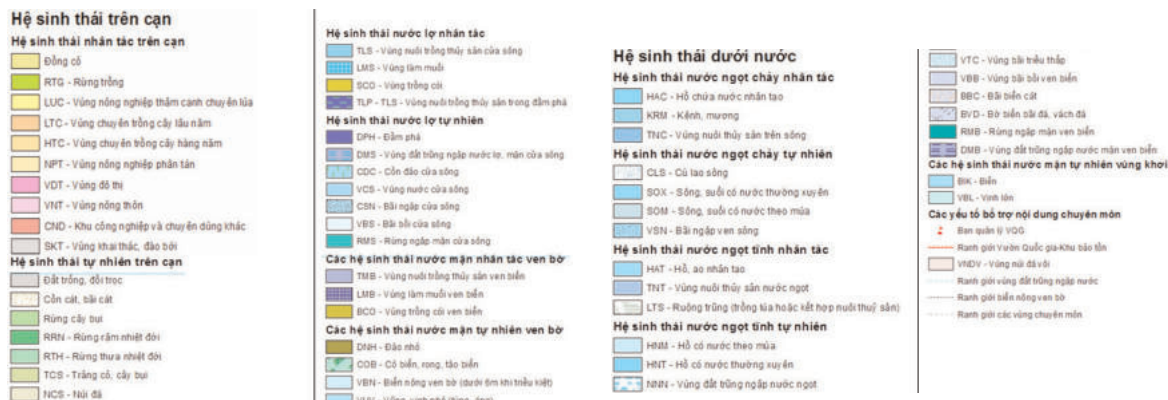 Hệ sinh thái trên cạn
Hệ sinh thái nhân tác trên cạn
Đồng cỏ
RTG - Rừng trồng
LUC - Vùng nông nghiệp thâm canh chuyên lúa
LTC - Vùng chuyên trồng cây lâu năm
HTC - Vùng chuyên trồng cây hàng năm
NPT - Vùng nông nghiệp phân tán
VDT - Vùng đô thị
VNT - Vùng nông thôn
CND - Khu công nghiệp và chuyên dùng khác
SKT - Vùng khai thác, đào bới
Hệ sinh thái tự nhiên trên cạn
Đất trống, đồi trọc
Cồn cát, bãi cát
Rừng cây bụi
RRN - Rừng rậm nhiệt đới
RTH - Rừng thưa nhiệt đới
TCS - Trảng cỏ, cây bụi
NCS - Núi đá
Hệ sinh thái nước lợ nhân tác
TLS - Vùng nuôi trồng thủy sản cửa sông
LMS - Vùng làm muối
SCO - Vùng trồng cói
TLP - TLS - Vùng nuôi trồng thủy sản trong đầm phá
Hệ sinh thái nước lợ tự nhiên
DPH - Đầm phá
DMS - Vùng đất trũng ngập nước lợ, mặn cửa sông
CDC - Cồn đảo cửa sông
VCS - Vùng nước cửa sông
CSN - Bãi ngập cửa sông
VBS - Bãi bồi cửa sông
RMS - Rừng ngập mặn cửa sông
Các hệ sinh thái nước mặn nhân tác ven bờ
TMB - Vùng nuôi trồng thủy sản ven biển
LMB - Vùng làm muối ven biển
BCO - Vùng trồng cói ven biển
Các hệ sinh thái nước mặn tự nhiên ven bờ
DNH - Đảo nhỏ
COB - Cỏ biển, rong, tảo biển
VBN - Biển nông ven bờ (dưới 6m khi triều kiệt)
Hệ sinh thái dưới nước
Hệ sinh thái nước ngọt chảy nhân tác
HAC - Hồ chứa nước nhân tạo
KRM - Kênh, mương
TNC - Vùng nuôi thủy sản trên sông
Hệ sinh thái nước ngọt chảy tự nhiên
CLS - Cù lao sông
SOX - Sông, suối có nước thường xuyên
SOM - Sông, suối có nước theo mùa
VSN - Bãi ngập ven sông
Hệ sinh thái nước ngọt tĩnh nhân tác
HAT - Hồ, ao nhân tạo
TNT - Vùng nuôi thủy sản nước ngọt
LTS - Ruộng trũng (trồng lúa hoặc kết hợp nuôi thuỷ sản)
Hệ sinh thái nước ngọt tĩnh tự nhiên
HNM - Hồ có nước theo mùa
HNT - Hồ có nước thường xuyên
NNN - Vùng đất trũng ngập nước ngọt
VTC - Vùng bãi triều thấp
VBB - Vùng bãi bồi ven biển
BBC - Bãi biển cát
BVD - Bờ biển bãi đá, vách đá
RMB - Rừng ngập mặn ven biển
DMB - Vùng đất trũng ngập nước mặn ven biển
Các hệ sinh thái nước mặn tự nhiên vùng khơi
BIK - Biển
VBL - Vịnh lớn
Các yếu tố bổ trợ nội dung chuyên môn
Ban quản lý VQG
Ranh giới Vườn Quốc gia-Khu bảo tồn
VNDV - Vùng núi đá vôi
Ranh giới vùng đất trũng ngập nước
Ranh giới biển nông ven bờ
Ranh giới các vùng chuyên môn